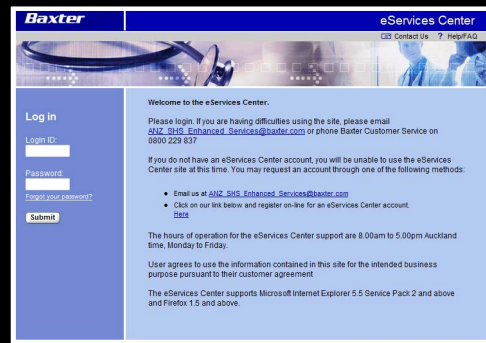 Baxter
eServices Center
Contact Us ? Help/FAQ
Log in
Login ID:
Password:
Forgot your password?
Submit
Welcome to the eServices Center.
Please login. If you are having difficulties using the site, please email
ANZ_SHS_Enhanced_Services@baxter.com or phone Baxter Customer Service on
0800 229 837
If you do not have an eServices Center account, you will be unable to use the eServices
Center site at this time. You may request an account through one of the following methods:
• Email us at ANZ_SHS_Enhanced_Services@baxter.com
• Click on our link below and register on-line for an eServices Center account.
Here
The hours of operation for the eServices Center support are 8.00am to 5.00pm Auckland
time, Monday to Friday.
User agrees to use the information contained in this site for the intended business
purpose pursuant to their customer agreement
The eServices Center supports Microsoft Internet Explorer 5.5 Service Pack 2 and above
and Firefox 1.5 and above.